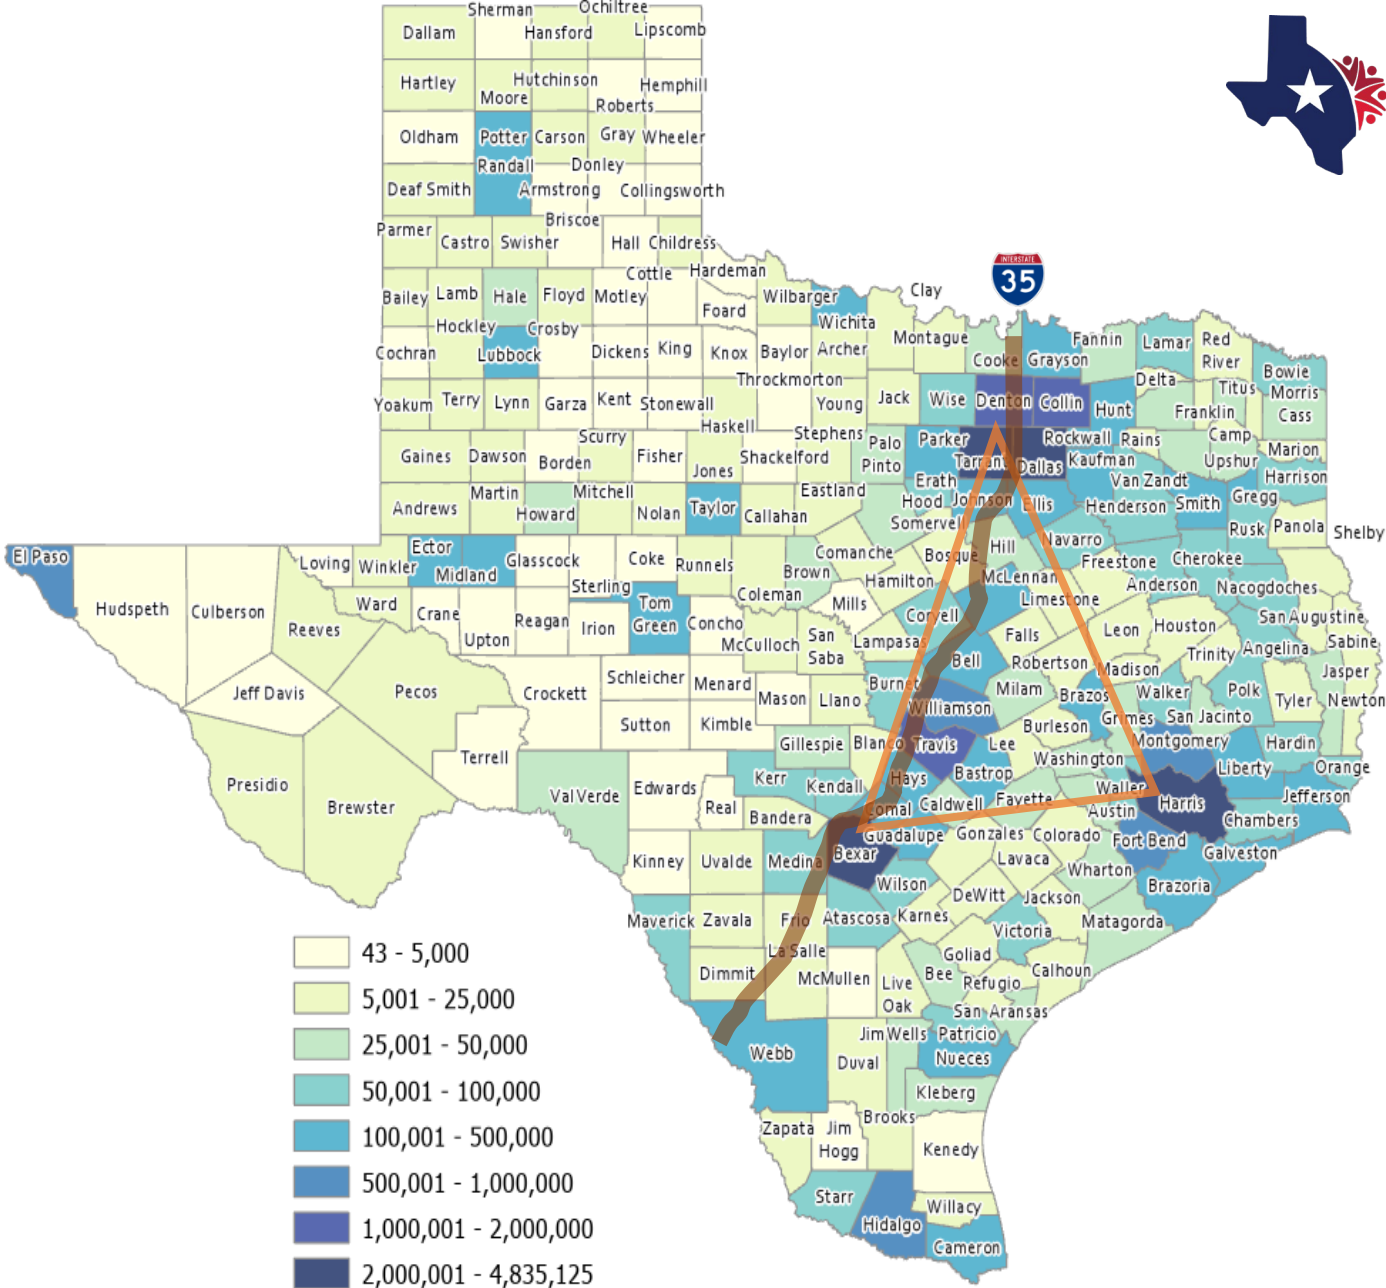 Sherman
Ochiltree
Dallam
Hansford
Lipscomb
Hartley
Hutchinson
Hemphill
Moore
Roberts
Oldham
Potter
Carson
Gray
Wheeler
Randall
Donley
Deaf Smith
Armstrong
Collingsworth
Parmer
Briscoe
Castro
Swisher
Hall
Childress
Cottle
Hardeman
INTERSTATE
35
Bailey
Lamb
Hale
Floyd
Motley
Foard
Wilbarger
Clay
Wichita
Hockley
Crosby
Cochran
Lubbock
Dickens
King
Knox
Baylor
Archer
Montague
Cooke
Grayson
Fannin
Lamar
Red
River
Bowie
Throckmorton
Yoakum
Terry
Lynn
Garza
Kent
Stonewall
Haskell
Young
Jack
Wise
Denton
Collin
Hunt
Delta
Titus
Morris
Franklin
Cass
Scurry
Stephens
Gaines
Dawson
Borden
Fisher
Jones
Shackelford
Palo
Pinto
Parker
Tarrant
Dallas
Rockwall
Kaufman
Rains
Camp
Upshur
Marion
Harrison
Andrews
Martin
Howard
Mitchell
Nolan
Taylor
Callahan
Eastland
Erath
Hood
Somervell
Johnson
Ellis
Van Zandt
Henderson
Smith
Gregg
Rusk
Panola
Shelby
El Paso
Hudspeth
Culberson
Loving
Winkler
Ector
Midland
Glasscock
Sterling
Coke
Runnels
Coleman
Brown
Comanche
Hamilton
Bosque
Hill
Navarro
Freestone
Anderson
Cherokee
Nacogdoches
San Augustine
Sabine
Reeves
Ward
Crane
Upton
Reagan
Irion
Tom
Green
Concho
McCulloch
San
Saba
Mills
Lampasas
Coryell
McLennan
Limestone
Falls
Leon
Houston
Trinity
Angelina
Jasper
Newton
Jeff Davis
Pecos
Crockett
Schleicher
Menard
Mason
Llano
Burnet
Bell
Williamson
Milam
Robertson
Brazos
Madison
Grimes
Walker
San Jacinto
Polk
Tyler
Presidio
Brewster
Terrell
Val Verde
Sutton
Kimble
Edwards
Real
Gillespie
Kerr
Kendall
Bandera
Blanco
Travis
Hays
Comal
Caldwell
Bastrop
Lee
Burleson
Washington
Fayette
Waller
Austin
Montgomery
Harris
Liberty
Hardin
Orange
Jefferson
Chambers
Kinney
Uvalde
Medina
Bexar
Guadalupe
Gonzales
Colorado
Lavaca
Fort Bend
Galveston
Wharton
Brazoria
Wilson
DeWitt
Jackson
Maverick
Zavala
Frio
Atascosa
Karnes
Victoria
Matagorda
Dimmit
La Salle
McMullen
Live
Oak
Bee
Goliad
Refugio
Calhoun
San
Patricio
Aransas
Webb
Duval
Jim Wells
Nueces
Kleberg
Zapata
Jim
Hogg
Brooks
Kenedy
Starr
Hidalgo
Willacy
Cameron
43 - 5,000
5,001 - 25,000
25,001 - 50,000
50,001 - 100,000
100,001 - 500,000
500,001 - 1,000,000
1,000,001 - 2,000,000
2,000,001 - 4,835,125